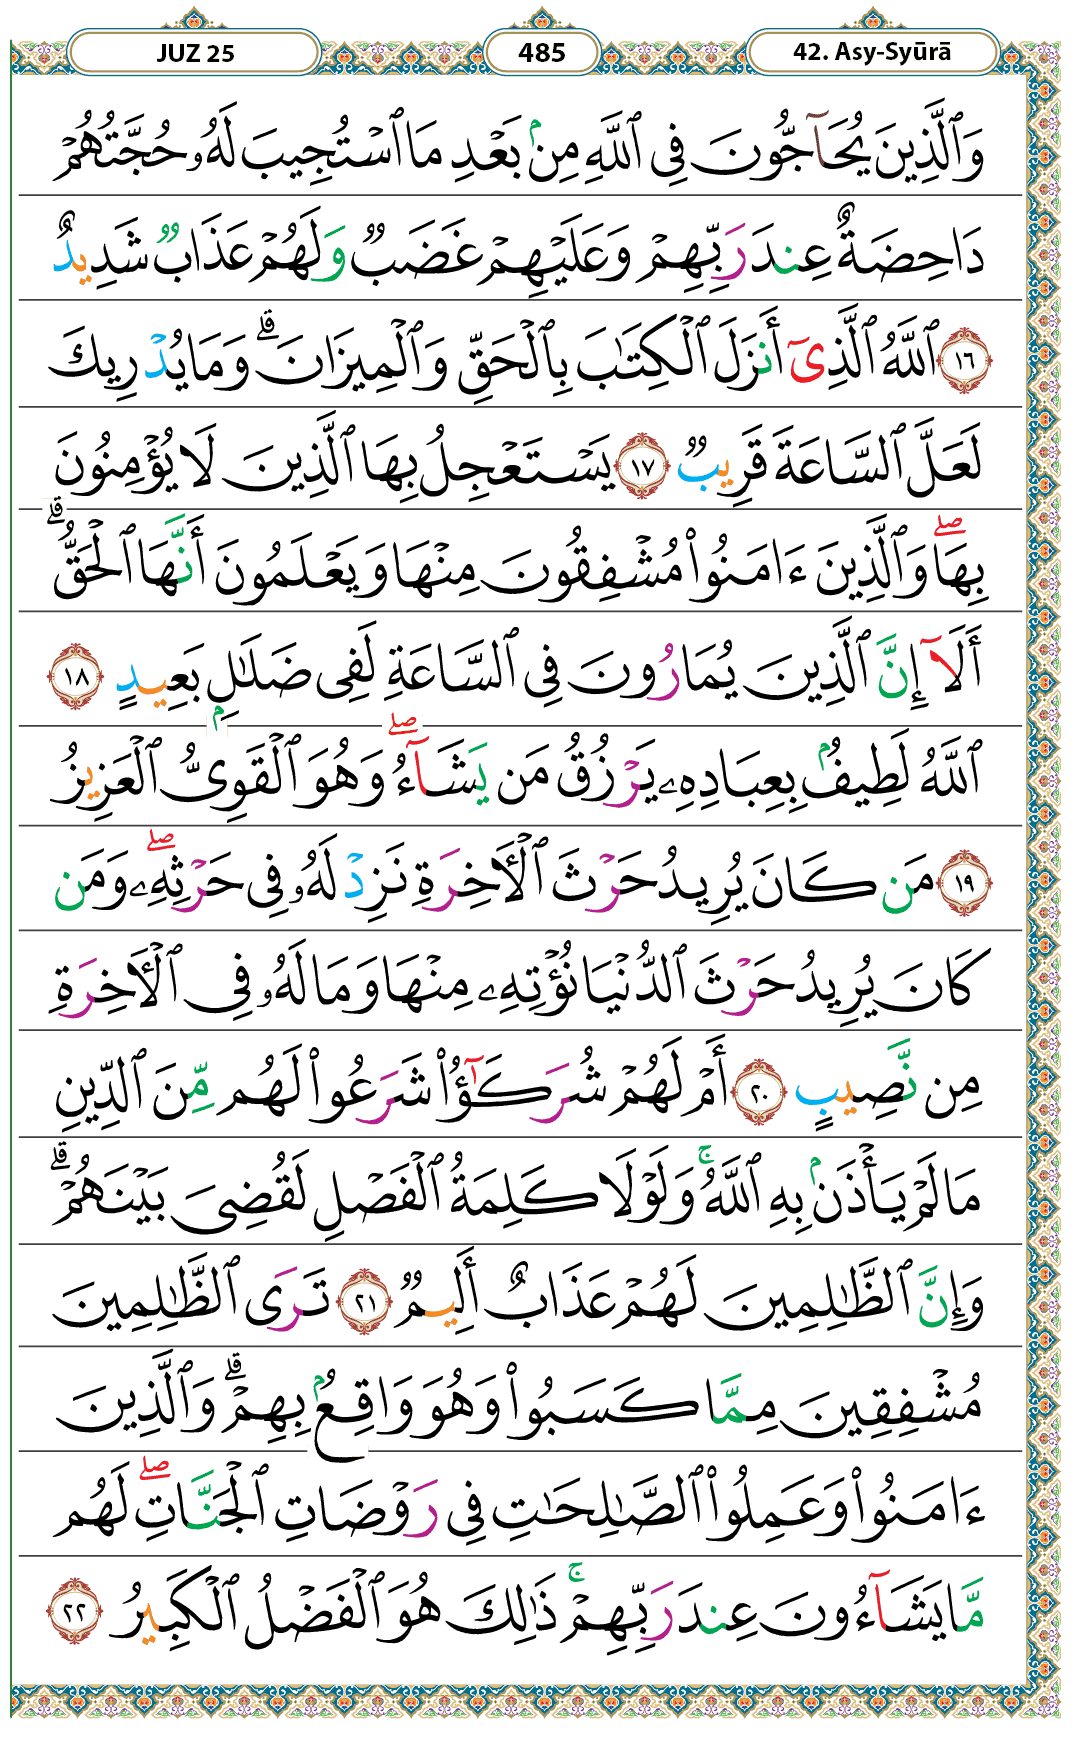 JUZ 25 485 42. Asy-Syūrā
وَٱلَّذِينَ يُحَآجُّونَ فِى ٱللَّهِ مِنۢ بَعْدِ مَا ٱسْتُجِيبَ لَهُۥ حُجَّتُهُمْ
دَاحِضَةٌ عِندَ رَبِّهِمْ وَعَلَيْهِمْ غَضَبٌ وَلَهُمْ عَذَابٌ شَدِيدٌ
١٦ ٱللَّهُ ٱلَّذِىٓ أَنزَلَ ٱلْكِتَٰبَ بِٱلْحَقِّ وَٱلْمِيزَانَ ۗ وَمَا يُدْرِيكَ
لَعَلَّ ٱلسَّاعَةَ قَرِيبٌ ١٧ يَسْتَعْجِلُ بِهَا ٱلَّذِينَ لَا يُؤْمِنُونَ
بِهَا ۖ وَٱلَّذِينَ ءَامَنُوا۟ مُشْفِقُونَ مِنْهَا وَيَعْلَمُونَ أَنَّهَا ٱلْحَقُّ ۗ
أَلَآ إِنَّ ٱلَّذِينَ يُمَارُونَ فِى ٱلسَّاعَةِ لَفِى ضَلَٰلٍۭ بَعِيدٍ ١٨
ٱللَّهُ لَطِيفٌۢ بِعِبَادِهِۦ يَرْزُقُ مَن يَشَآءُ ۖ وَهُوَ ٱلْقَوِىُّ ٱلْعَزِيزُ
١٩ مَن كَانَ يُرِيدُ حَرْثَ ٱلْءَاخِرَةِ نَزِدْ لَهُۥ فِى حَرْثِهِۦ ۖ وَمَن
كَانَ يُرِيدُ حَرْثَ ٱلدُّنْيَا نُؤْتِهِۦ مِنْهَا وَمَا لَهُۥ فِى ٱلْءَاخِرَةِ
مِن نَّصِيبٍ ٢٠ أَمْ لَهُمْ شُرَكَٰٓؤُا۟ شَرَعُوا۟ لَهُم مِّنَ ٱلدِّينِ
مَا لَمْ يَأْذَنۢ بِهِ ٱللَّهُ ۚ وَلَوْلَا كَلِمَةُ ٱلْفَصْلِ لَقُضِىَ بَيْنَهُمْ ۗ
وَإِنَّ ٱلظَّٰلِمِينَ لَهُمْ عَذَابٌ أَلِيمٌ ٢١ تَرَى ٱلظَّٰلِمِينَ
مُشْفِقِينَ مِمَّا كَسَبُوا۟ وَهُوَ وَاقِعٌۢ بِهِمْ ۗ وَٱلَّذِينَ
ءَامَنُوا۟ وَعَمِلُوا۟ ٱلصَّٰلِحَٰتِ فِى رَوْضَاتِ ٱلْجَنَّاتِ ۖ لَهُم
مَّا يَشَآءُونَ عِندَ رَبِّهِمْ ۚ ذَٰلِكَ هُوَ ٱلْفَضْلُ ٱلْكَبِيرُ ٢٢